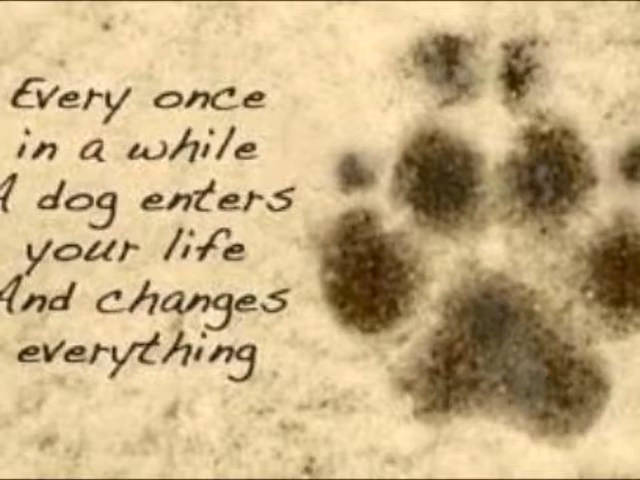 Every once
in a while
A dog enters
your life
And changes
everything